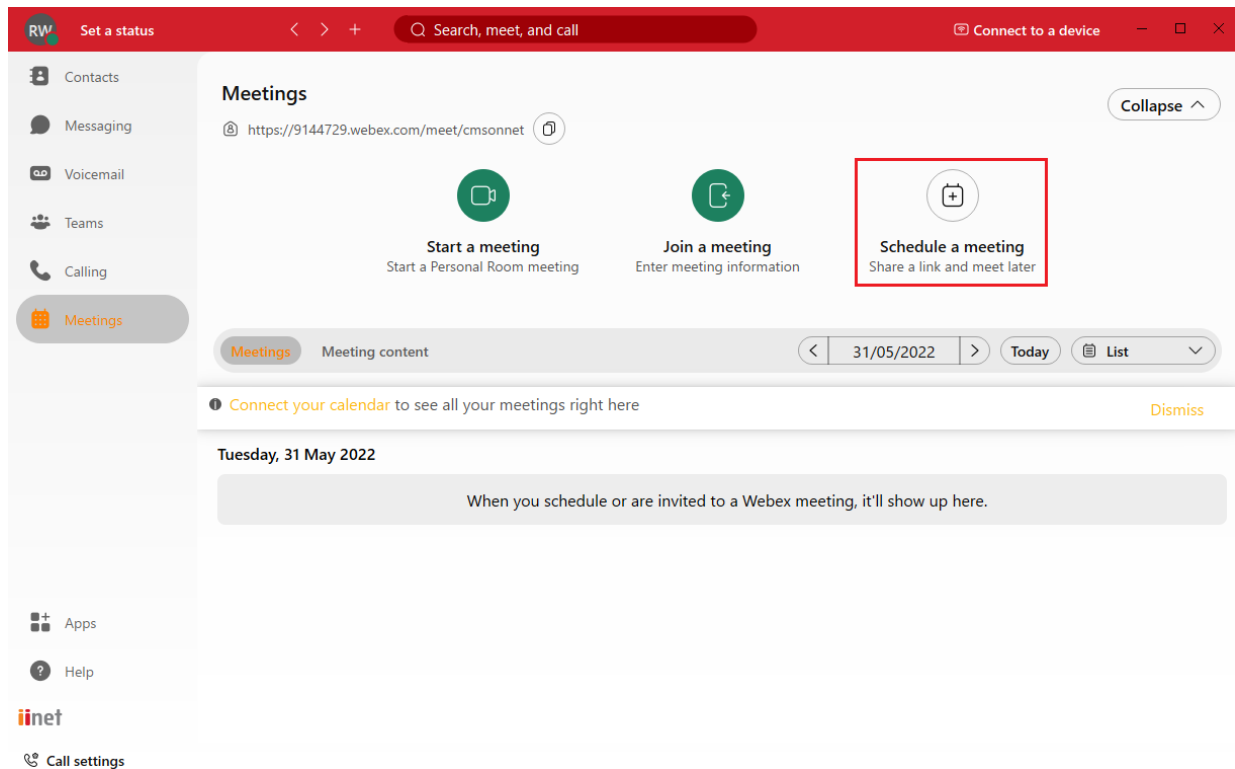 RW Set a status Search, meet, and call Connect to a device
Contacts
Messaging
Voicemail
Teams
Calling
Meetings
Meetings
https://9144729.webex.com/meet/cmsonnet
Collapse
Start a meeting
Start a Personal Room meeting
Join a meeting
Enter meeting information
Schedule a meeting
Share a link and meet later
Meetings Meeting content 31/05/2022 Today List
Connect your calendar to see all your meetings right here Dismiss
Tuesday, 31 May 2022
When you schedule or are invited to a Webex meeting, it'll show up here.
Apps
Help
iinet
Call settings